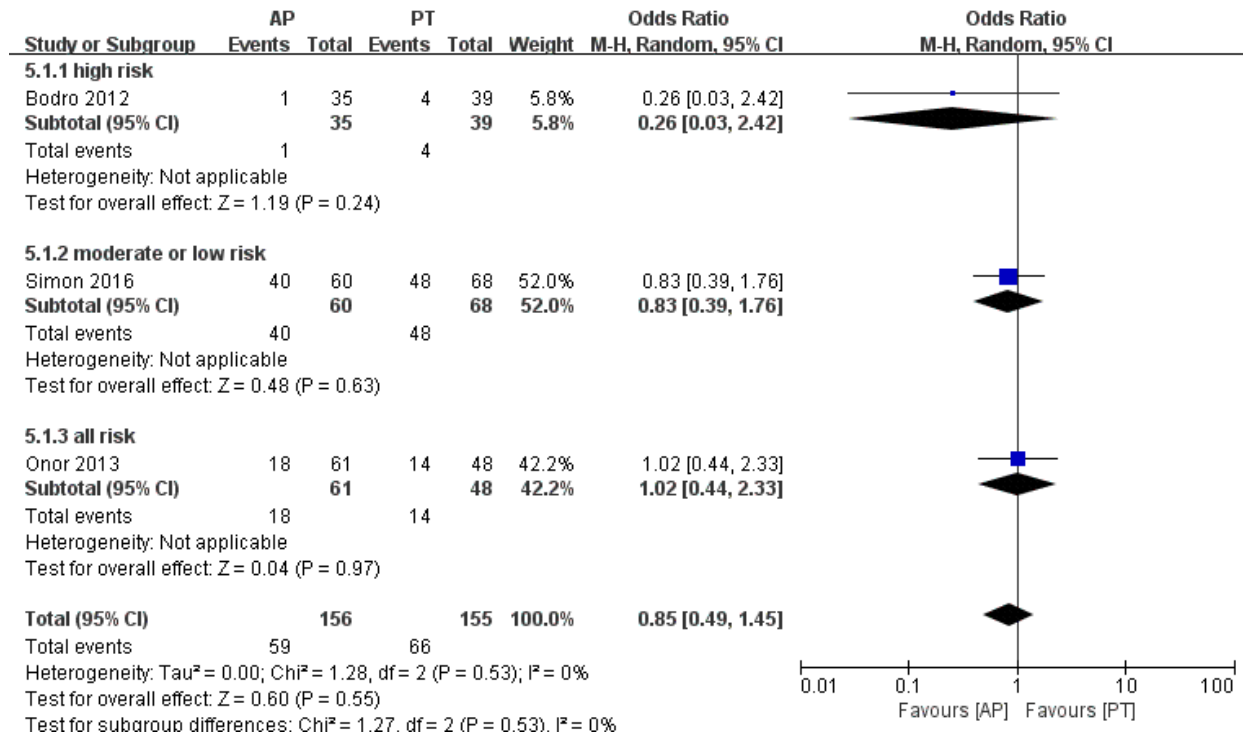 AP PT Odds Ratio Odds Ratio
Study or Subgroup Events Total Events Total Weight M-H, Random, 95% CI M-H, Random, 95% CI
5.1.1 high risk
Bodro 2012 1 35 4 39 5.8% 0.26 [0.03, 2.42]
Subtotal (95% CI) 35 39 5.8% 0.26 [0.03, 2.42]
Total events 1 4
Heterogeneity: Not applicable
Test for overall effect: Z = 1.19 (P = 0.24)
5.1.2 moderate or low risk
Simon 2016 40 60 48 68 52.0% 0.83 [0.39, 1.76]
Subtotal (95% CI) 60 68 52.0% 0.83 [0.39, 1.76]
Total events 40 48
Heterogeneity: Not applicable
Test for overall effect: Z = 0.48 (P = 0.63)
5.1.3 all risk
Onor 2013 18 61 14 48 42.2% 1.02 [0.44, 2.33]
Subtotal (95% CI) 61 48 42.2% 1.02 [0.44, 2.33]
Total events 18 14
Heterogeneity: Not applicable
Test for overall effect: Z = 0.04 (P = 0.97)
Total (95% CI) 156 155 100.0% 0.85 [0.49, 1.45]
Total events 59 66
Heterogeneity: Tau² = 0.00; Chi² = 1.28, df = 2 (P = 0.53); I² = 0%
Test for overall effect: Z = 0.60 (P = 0.55)
Test for subgroup differences: Chi² = 1.27, df = 2 (P = 0.53), I² = 0%
0.01 0.1 1 10 100
Favours [AP] Favours [PT]